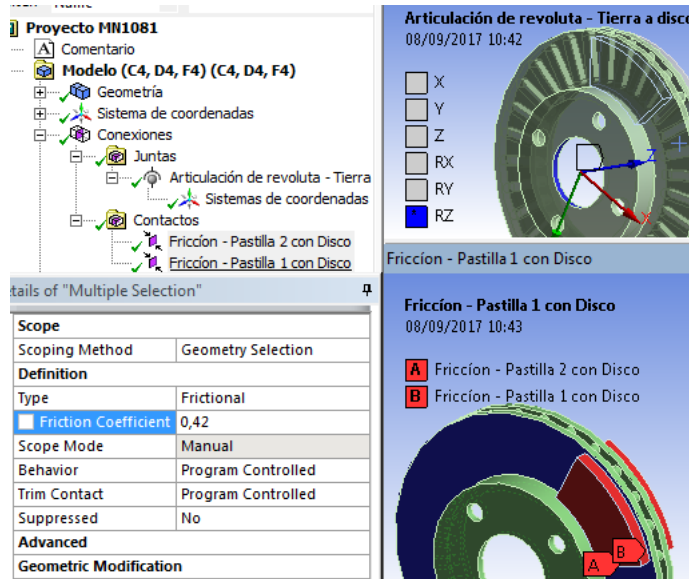 Name
Proyecto MN1081
Comentario
Modelo (C4, D4, F4) (C4, D4, F4)
Geometría
Sistema de coordenadas
Conexiones
Juntas
Articulación de revoluta - Tierra
Sistemas de coordenadas
Contactos
Friccíon - Pastilla 2 con Disco
Friccíon - Pastilla 1 con Disco
etails of "Multiple Selection"
Scope
Scoping Method Geometry Selection
Definition
Type Frictional
Friction Coefficient 0,42
Scope Mode Manual
Behavior Program Controlled
Trim Contact Program Controlled
Suppressed No
Advanced
Geometric Modification
Articulación de revoluta - Tierra a disco
08/09/2017 10:42
X
Y
Z
RX
RY
RZ
Z
X
Friccíon - Pastilla 1 con Disco
Friccíon - Pastilla 1 con Disco
08/09/2017 10:43
A Friccíon - Pastilla 2 con Disco
B Friccíon - Pastilla 1 con Disco
B
A